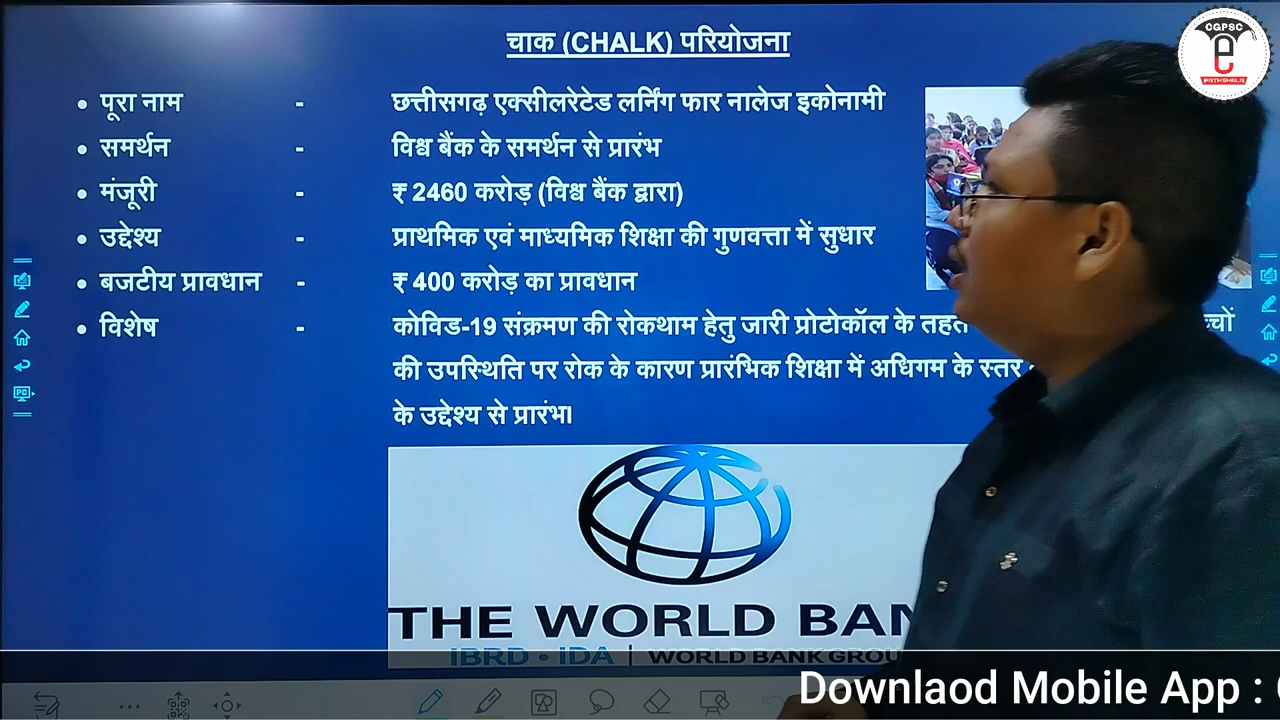 चाक (CHALK) परियोजना
CGPSC
e
PATHSHALA
• पूरा नाम - छत्तीसगढ़ एक्सीलरेटेड लर्निंग फार नालेज इकोनामी
• समर्थन - विश्व बैंक के समर्थन से प्रारंभ
• मंजूरी - ₹ 2460 करोड़ (विश्व बैंक द्वारा)
• उद्देश्य - प्राथमिक एवं माध्यमिक शिक्षा की गुणवत्ता में सुधार
• बजटीय प्रावधान - ₹ 400 करोड़ का प्रावधान
• विशेष - कोविड-19 संक्रमण की रोकथाम हेतु जारी प्रोटोकॉल के तहत
की उपस्थिति पर रोक के कारण प्रारंभिक शिक्षा में अधिगम के स्तर
के उद्देश्य से प्रारंभ।
THE WORLD BAN
IBRD - IDA | WORLD BANK GROU
Downlaod Mobile App :